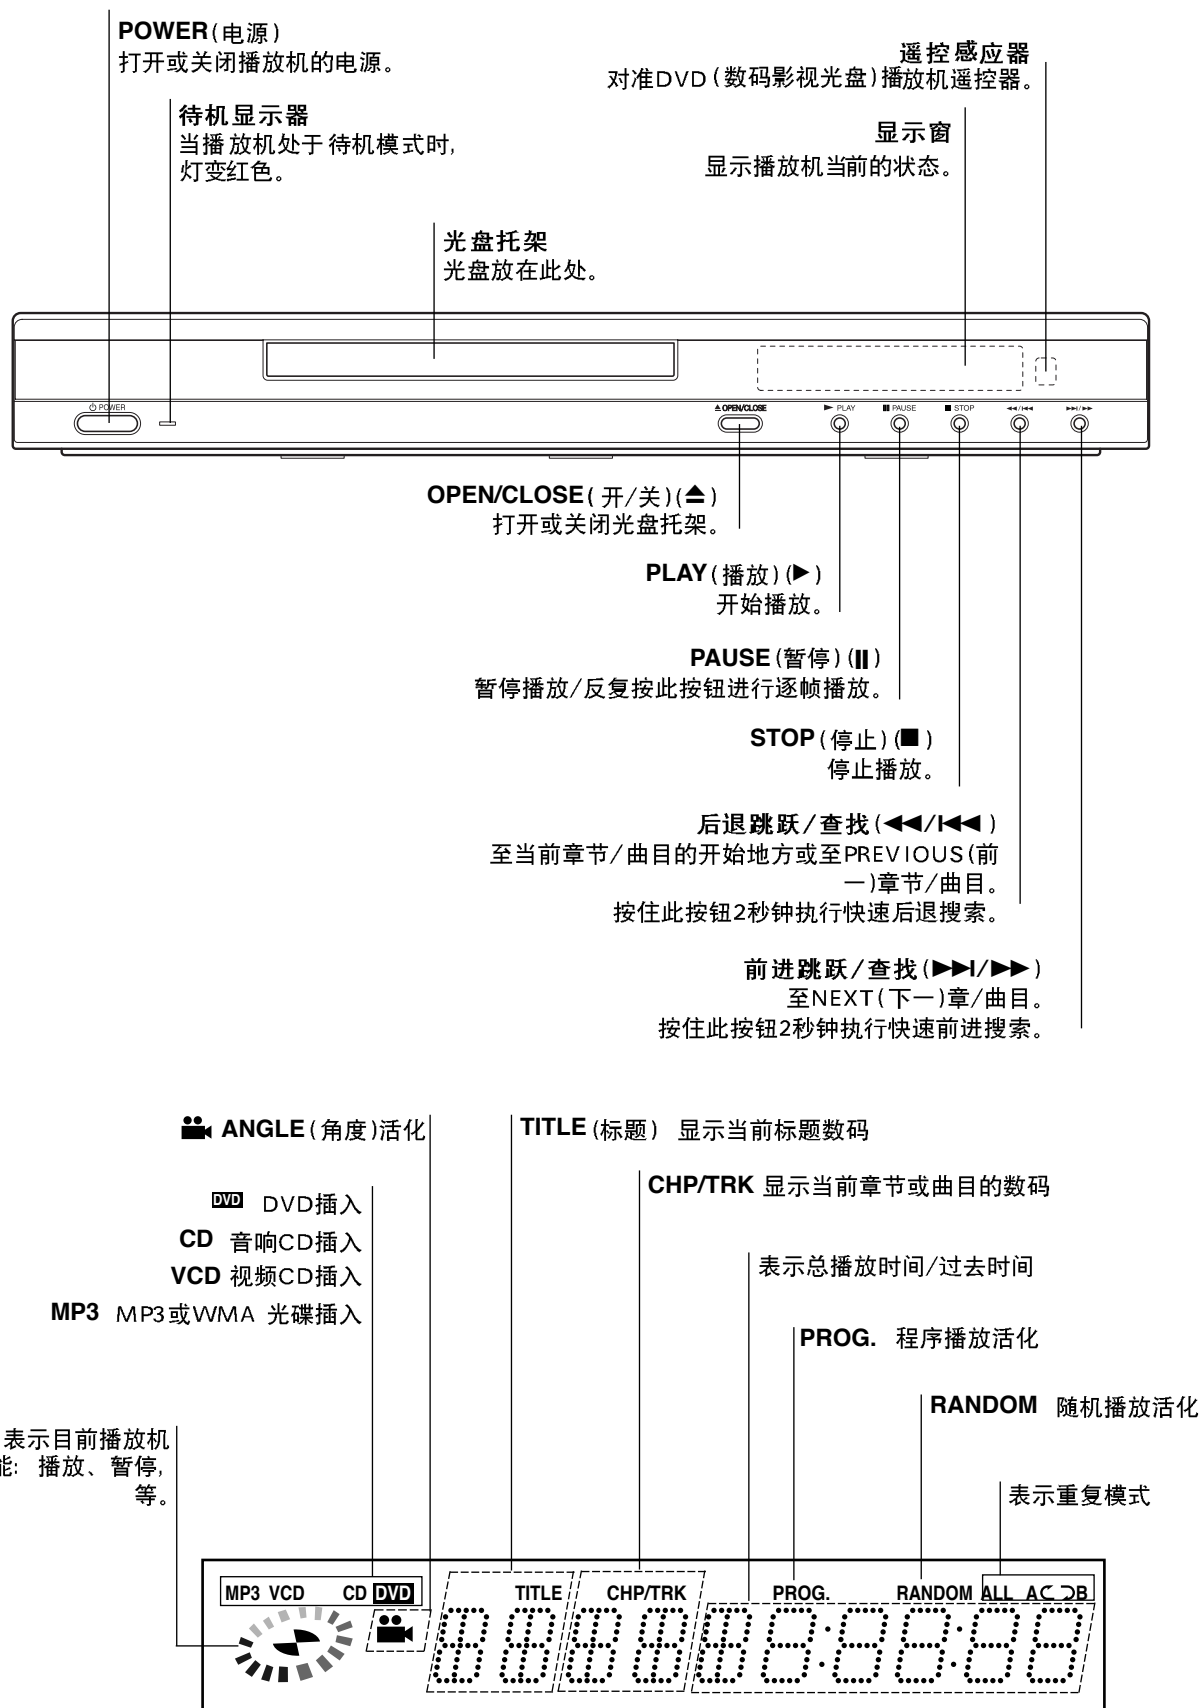 POWER(电源)
打开或关闭播放机的电源。
遥控感应器
对准DVD(数码影视光盘)播放机遥控器。
待机显示器
当播放机处于待机模式时,
灯变红色。
显示窗
显示播放机当前的状态。
光盘托架
光盘放在此处。
⏻ POWER
≜ OPEN/CLOSE
► PLAY
II PAUSE
■ STOP
◄◄/I◄◄
►►I/►►
OPEN/CLOSE(开/关)(≜)
打开或关闭光盘托架。
PLAY(播放)(►)
开始播放。
PAUSE(暂停)(II)
暂停播放/反复按此按钮进行逐帧播放。
STOP(停止)(■)
停止播放。
后退跳跃/查找(◄◄/I◄◄)
至当前章节/曲目的开始地方或至PREVIOUS(前
一)章节/曲目。
按住此按钮2秒钟执行快速后退搜索。
前进跳跃/查找(►►I/►►)
至NEXT(下一)章/曲目。
按住此按钮2秒钟执行快速前进搜索。
ANGLE(角度)活化
TITLE(标题) 显示当前标题数码
CHP/TRK 显示当前章节或曲目的数码
DVD DVD插入
CD 音响CD插入
VCD 视频CD插入
MP3 MP3或WMA 光碟插入
表示总播放时间/过去时间
PROG. 程序播放活化
RANDOM 随机播放活化
表示目前播放机
能: 播放、暂停,
等。
表示重复模式
MP3 VCD CD DVD TITLE CHP/TRK PROG. RANDOM ALL A B